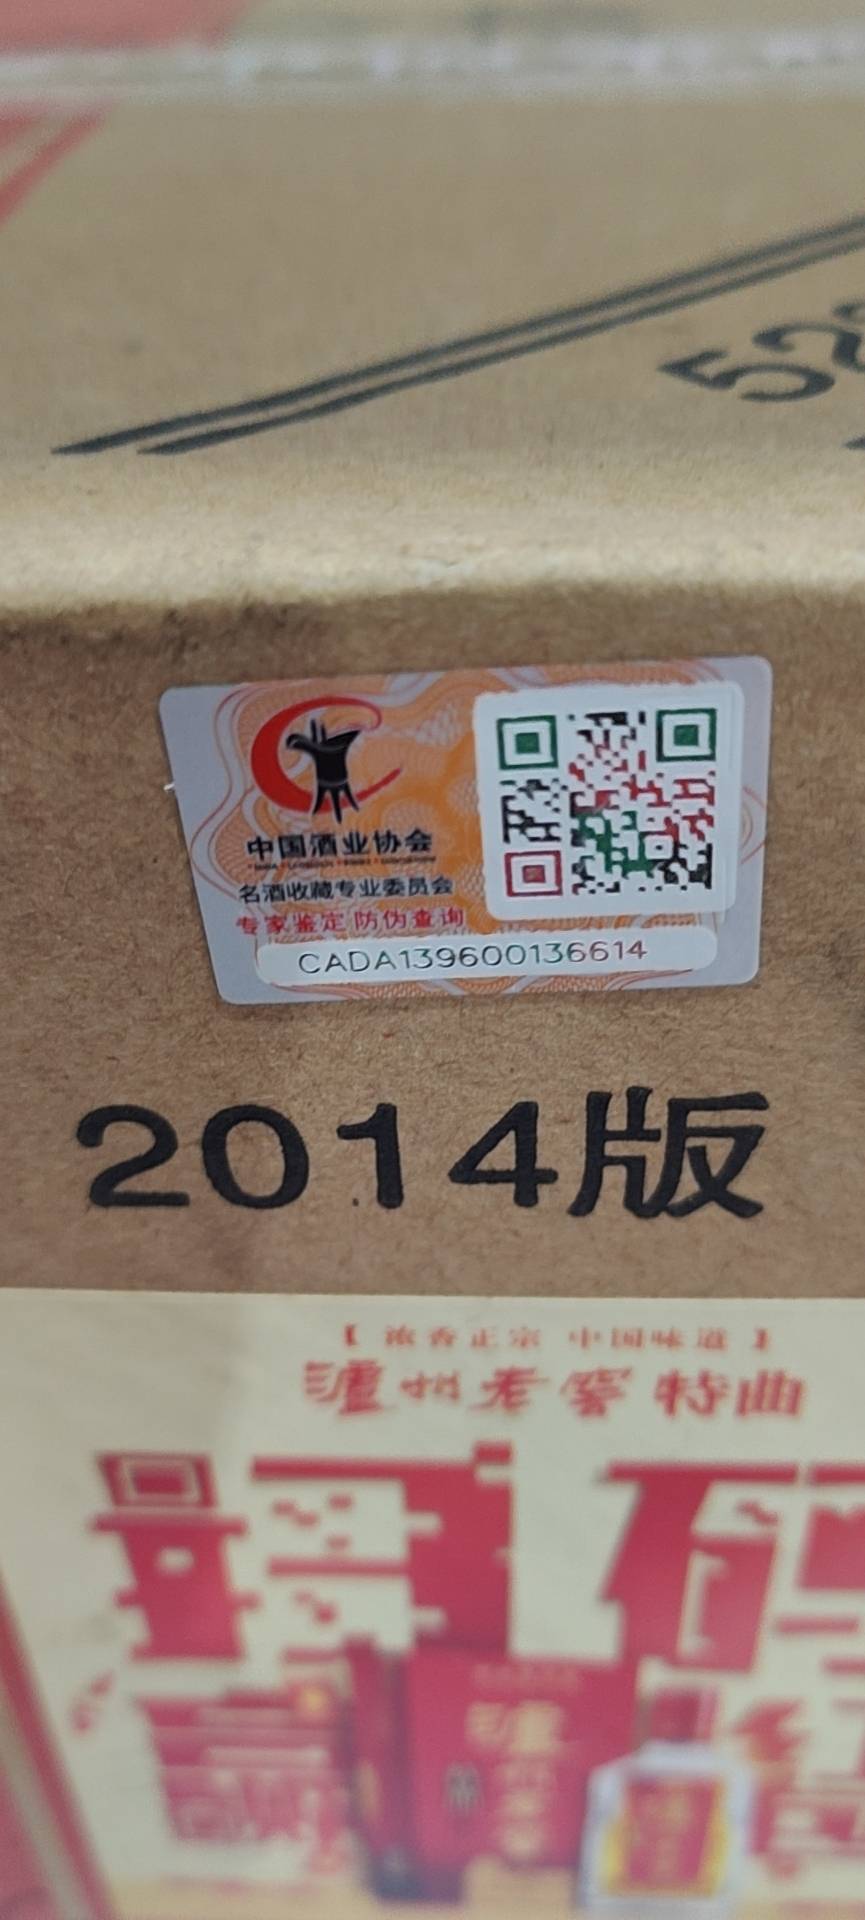 52
中国酒业协会
名酒收藏专业委员会
专家鉴定 防伪查询
CADA139600136614
2014版
【 浓香正宗 中国味道 】
泸州老窖 特曲